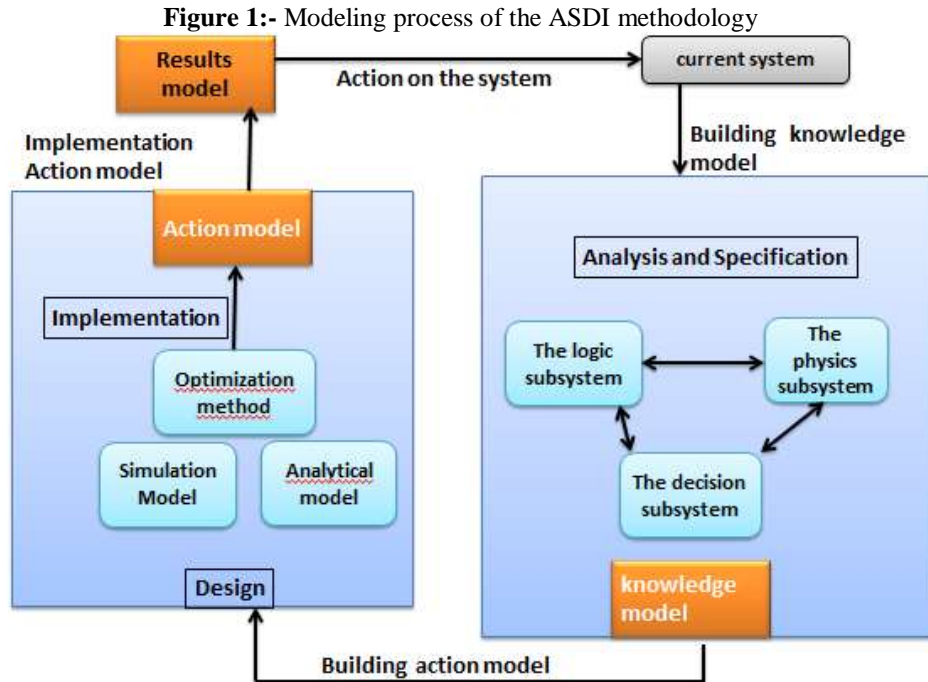 Figure 1:- Modeling process of the ASDI methodology
Results
model
Action on the system
current system
Implementation
Action model
Building knowledge
model
Action model
Analysis and Specification
Implementation
The logic
subsystem
The
physics
subsystem
Optimization
method
Simulation
Model
Analytical
model
The decision
subsystem
Design
knowledge
model
Building action model